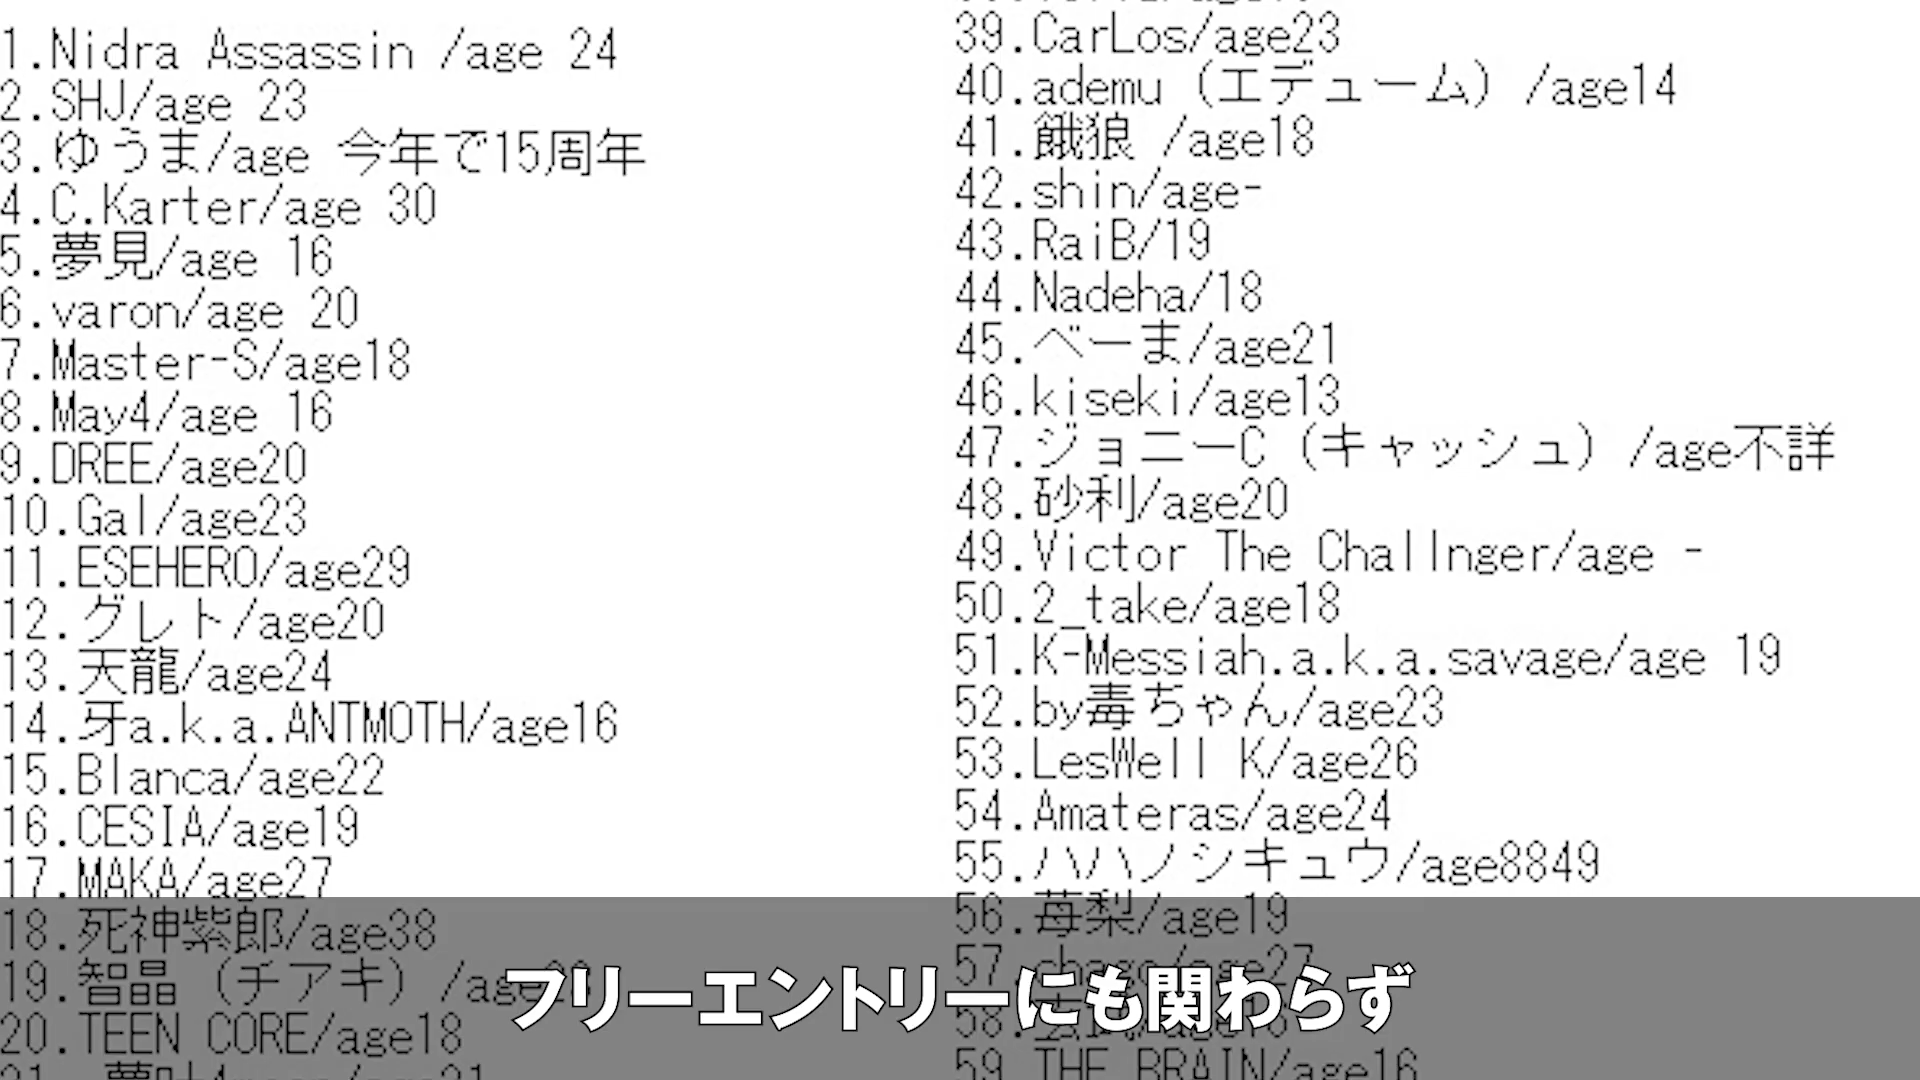 1.Nidra Assassin /age 24
2.SHJ/age 23
3.ゆうま/age 今年で15周年
4.C.Karter/age 30
5.夢見/age 16
6.varon/age 20
7.Master-S/age18
8.May4/age 16
9.DREE/age20
10.Gal/age23
11.ESEHERO/age29
12.グレト/age20
13.天龍/age24
14.牙a.k.a.ANTMOTH/age16
15.Blanca/age22
16.CESIA/age19
17.MAKA/age27
18.死神紫郎/age38
19.智晶（チアキ）/age
20.TEEN CORE/age18
21.
39.CarLos/age23
40.ademu（エデューム）/age14
41.餓狼 /age18
42.shin/age-
43.RaiB/19
44.Nadeha/18
45.べーま/age21
46.kiseki/age13
47.ジョニーC（キャッシュ）/age不詳
48.砂利/age20
49.Victor The Challnger/age -
50.2_take/age18
51.K-Messiah.a.k.a.savage/age 19
52.by毒ぢゃん/age23
53.LesWell K/age26
54.Amateras/age24
55.ハハノシキュウ/age8849
56.苺梨/age19
57.chago/age27
58.
59.THE BRAIN/age16
フリーエントリーにも関わらず